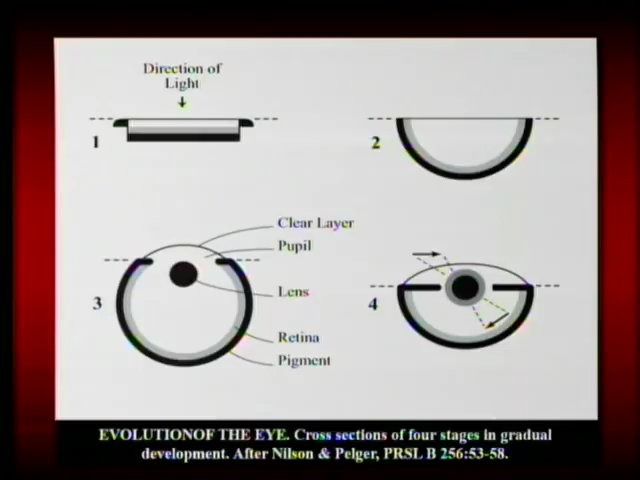 Direction of
Light
1
2
Clear Layer
Pupil
Lens
3
4
Retina
Pigment
EVOLUTIONOF THE EYE. Cross sections of four stages in gradual
development. After Nilson & Pelger, PRSL B 256:53-58.